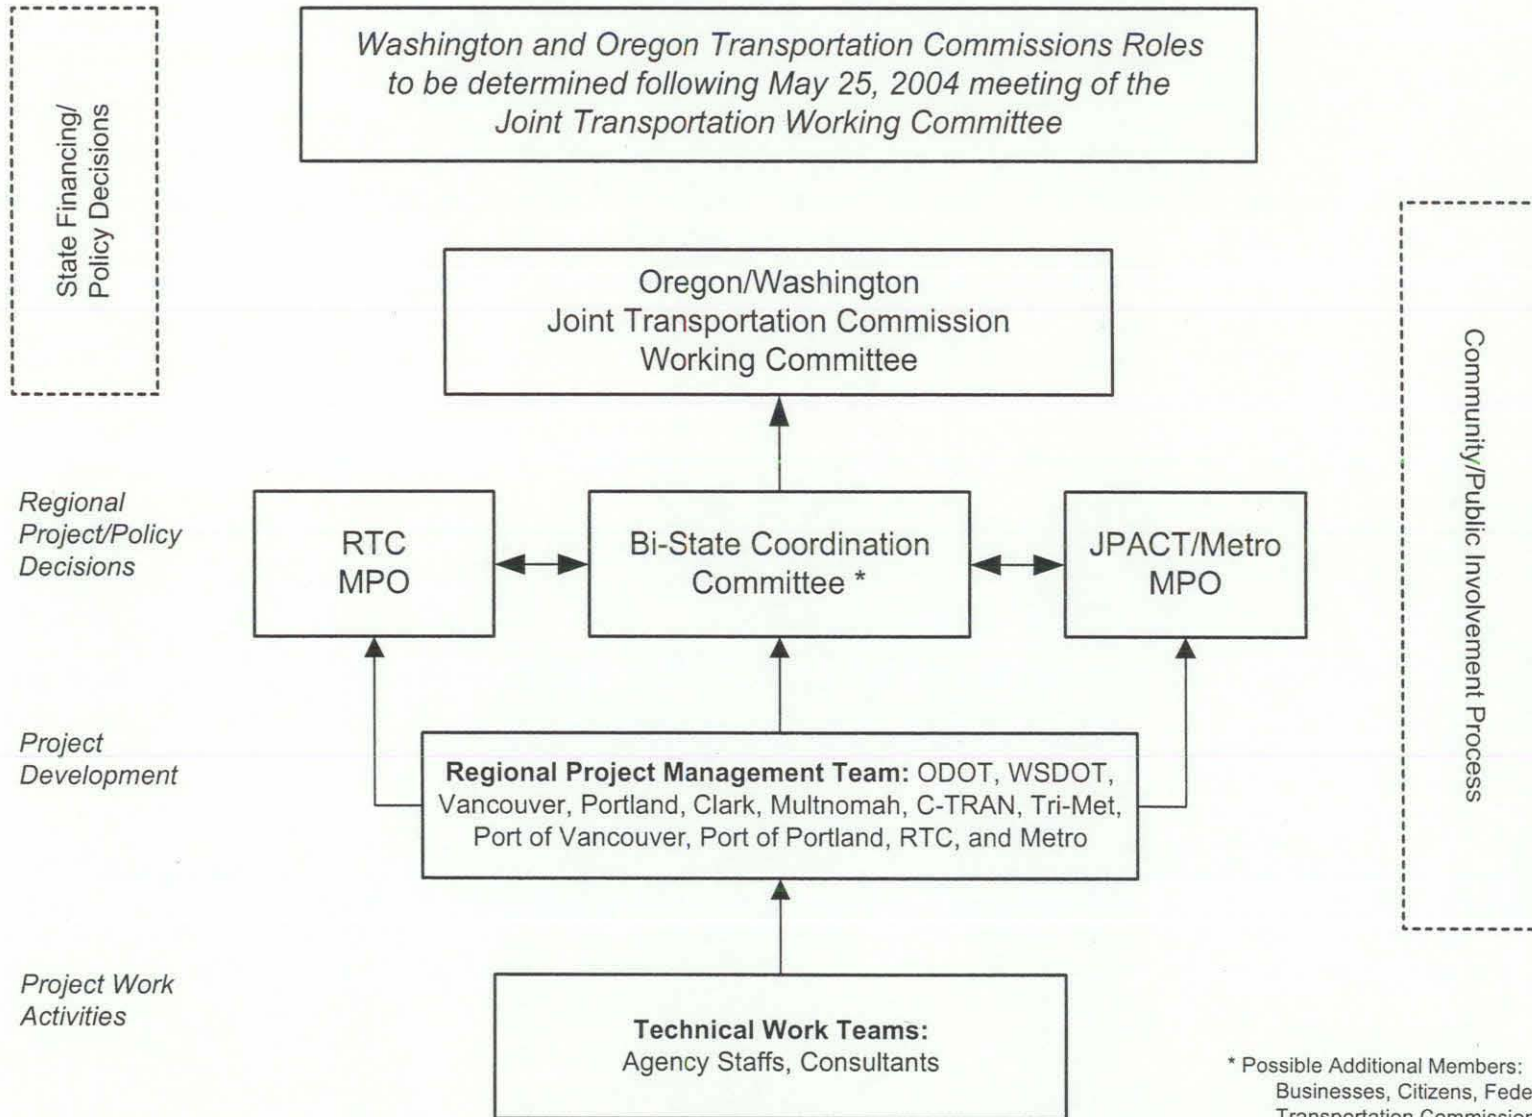 State Financing/
Policy Decisions
Washington and Oregon Transportation Commissions Roles
to be determined following May 25, 2004 meeting of the
Joint Transportation Working Committee
Oregon/Washington
Joint Transportation Commission
Working Committee
Community/Public Involvement Process
Regional
Project/Policy
Decisions
RTC
MPO
Bi-State Coordination
Committee *
JPACT/Metro
MPO
Project
Development
Regional Project Management Team: ODOT, WSDOT,
Vancouver, Portland, Clark, Multnomah, C-TRAN, Tri-Met,
Port of Vancouver, Port of Portland, RTC, and Metro
Project Work
Activities
Technical Work Teams:
Agency Staffs, Consultants
* Possible Additional Members:
Businesses, Citizens,